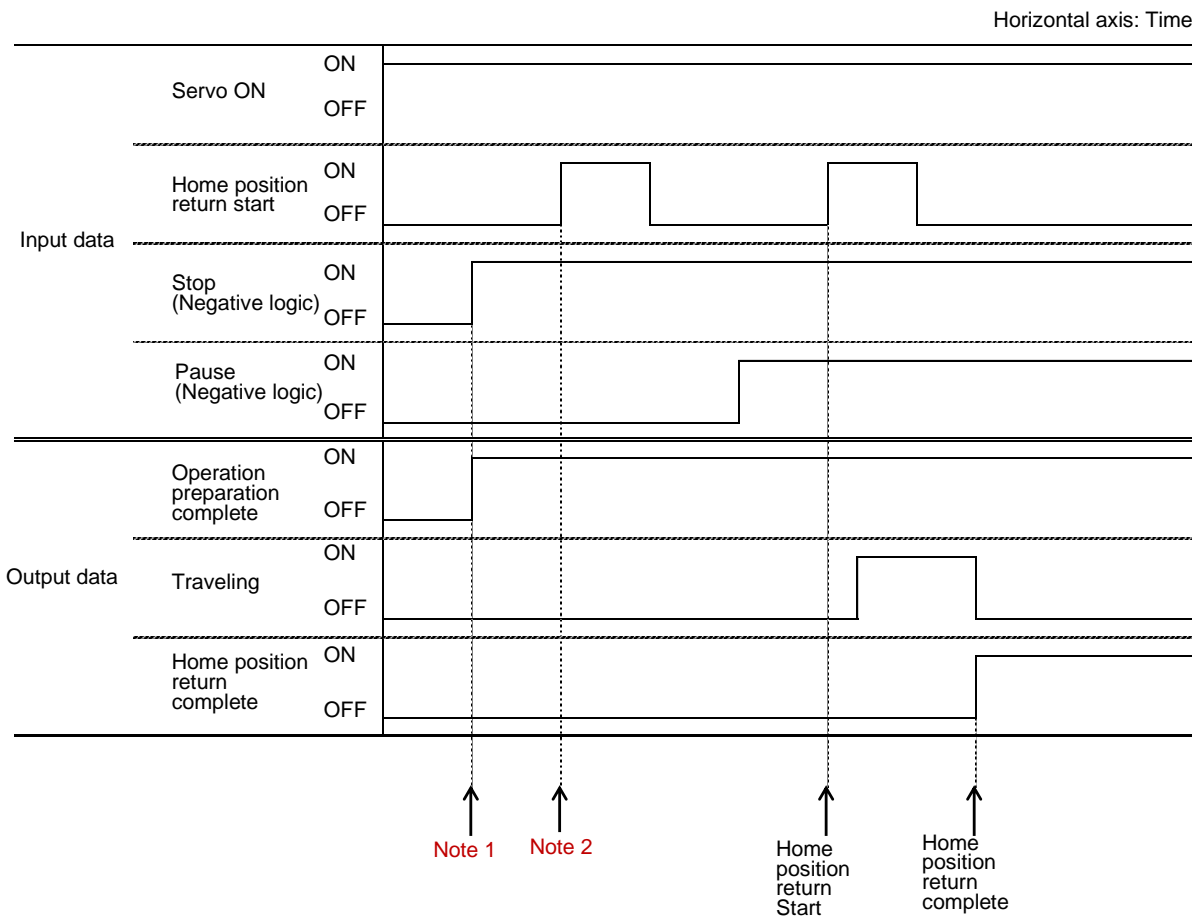 Horizontal axis: Time
Input data
Servo ON
ON
OFF
Home position
return start
ON
OFF
Stop
(Negative logic)
ON
OFF
Pause
(Negative logic)
ON
OFF
Output data
Operation
preparation
complete
ON
OFF
Traveling
ON
OFF
Home position
return
complete
ON
OFF
Note 1
Note 2
Home
position
return
Start
Home
position
return
complete